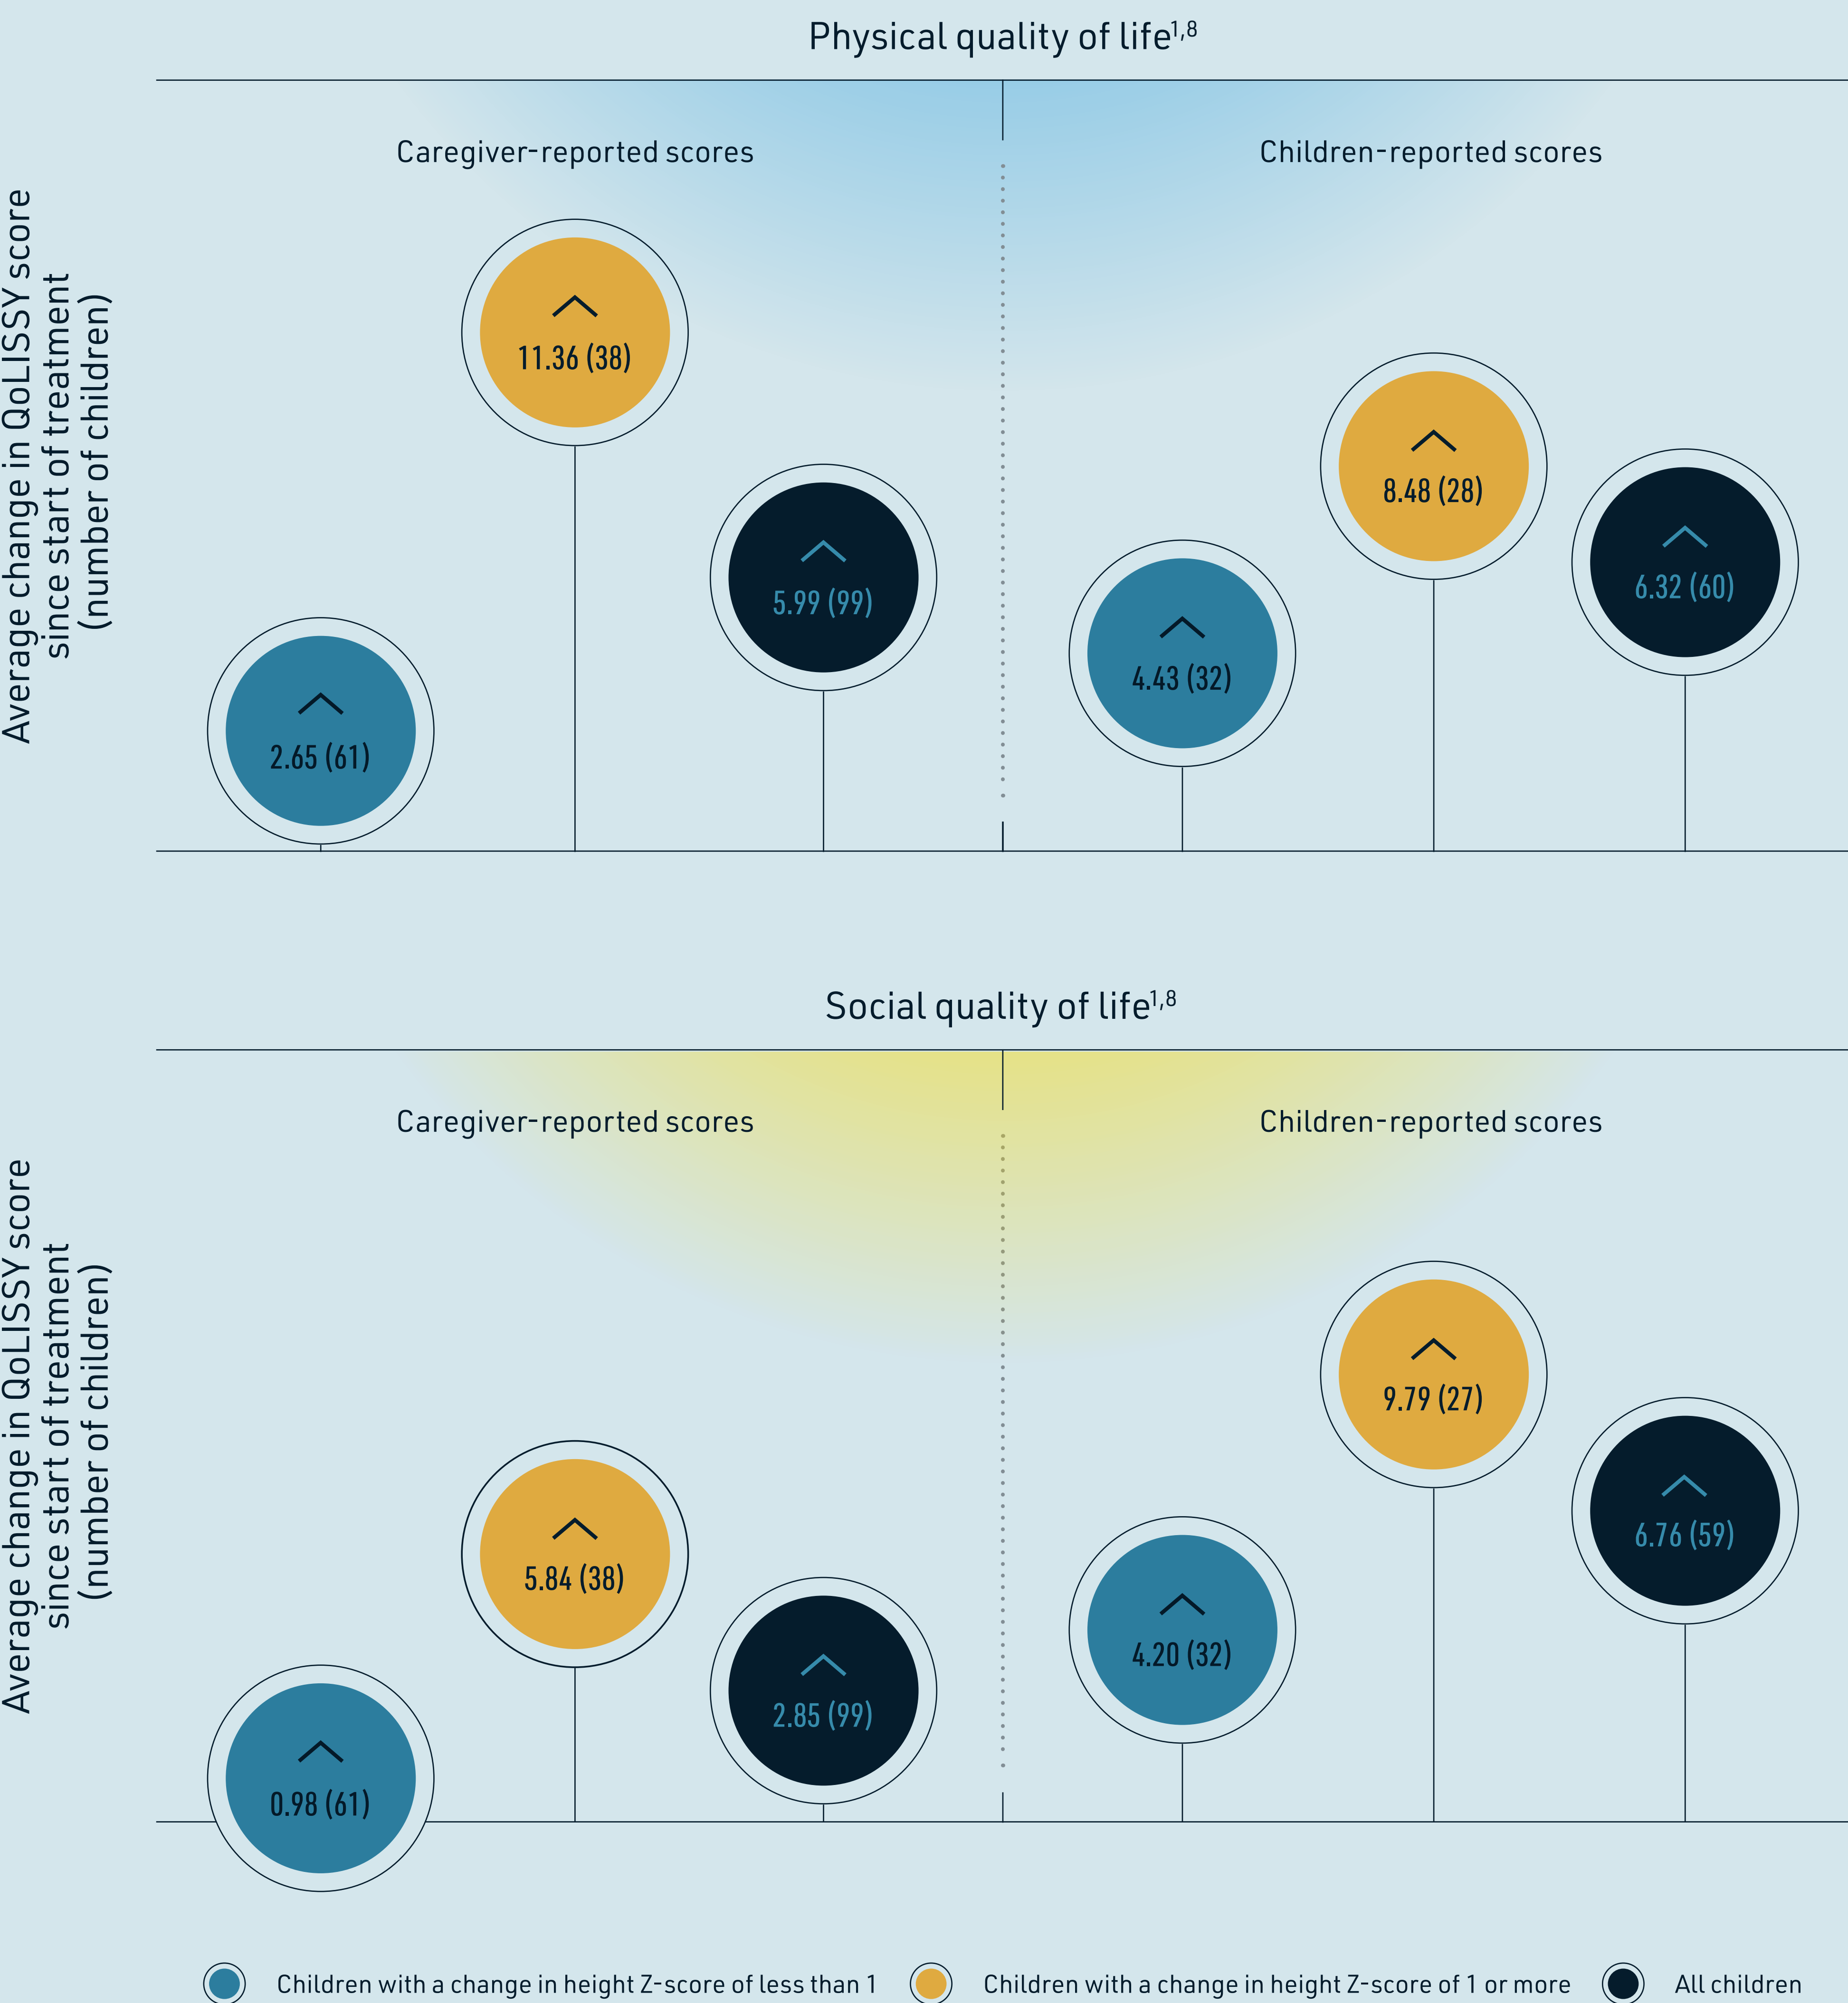 Physical quality of life1,8
Caregiver-reported scores
Children-reported scores
Average change in QoLISSY score
since start of treatment
(number of children)
2.65 (61)
11.36 (38)
5.99 (99)
4.43 (32)
8.48 (28)
6.32 (60)
Social quality of life1,8
Caregiver-reported scores
Children-reported scores
Average change in QoLISSY score
since start of treatment
(number of children)
0.98 (61)
5.84 (38)
2.85 (99)
4.20 (32)
9.79 (27)
6.76 (59)
Children with a change in height Z-score of less than 1
Children with a change in height Z-score of 1 or more
All children